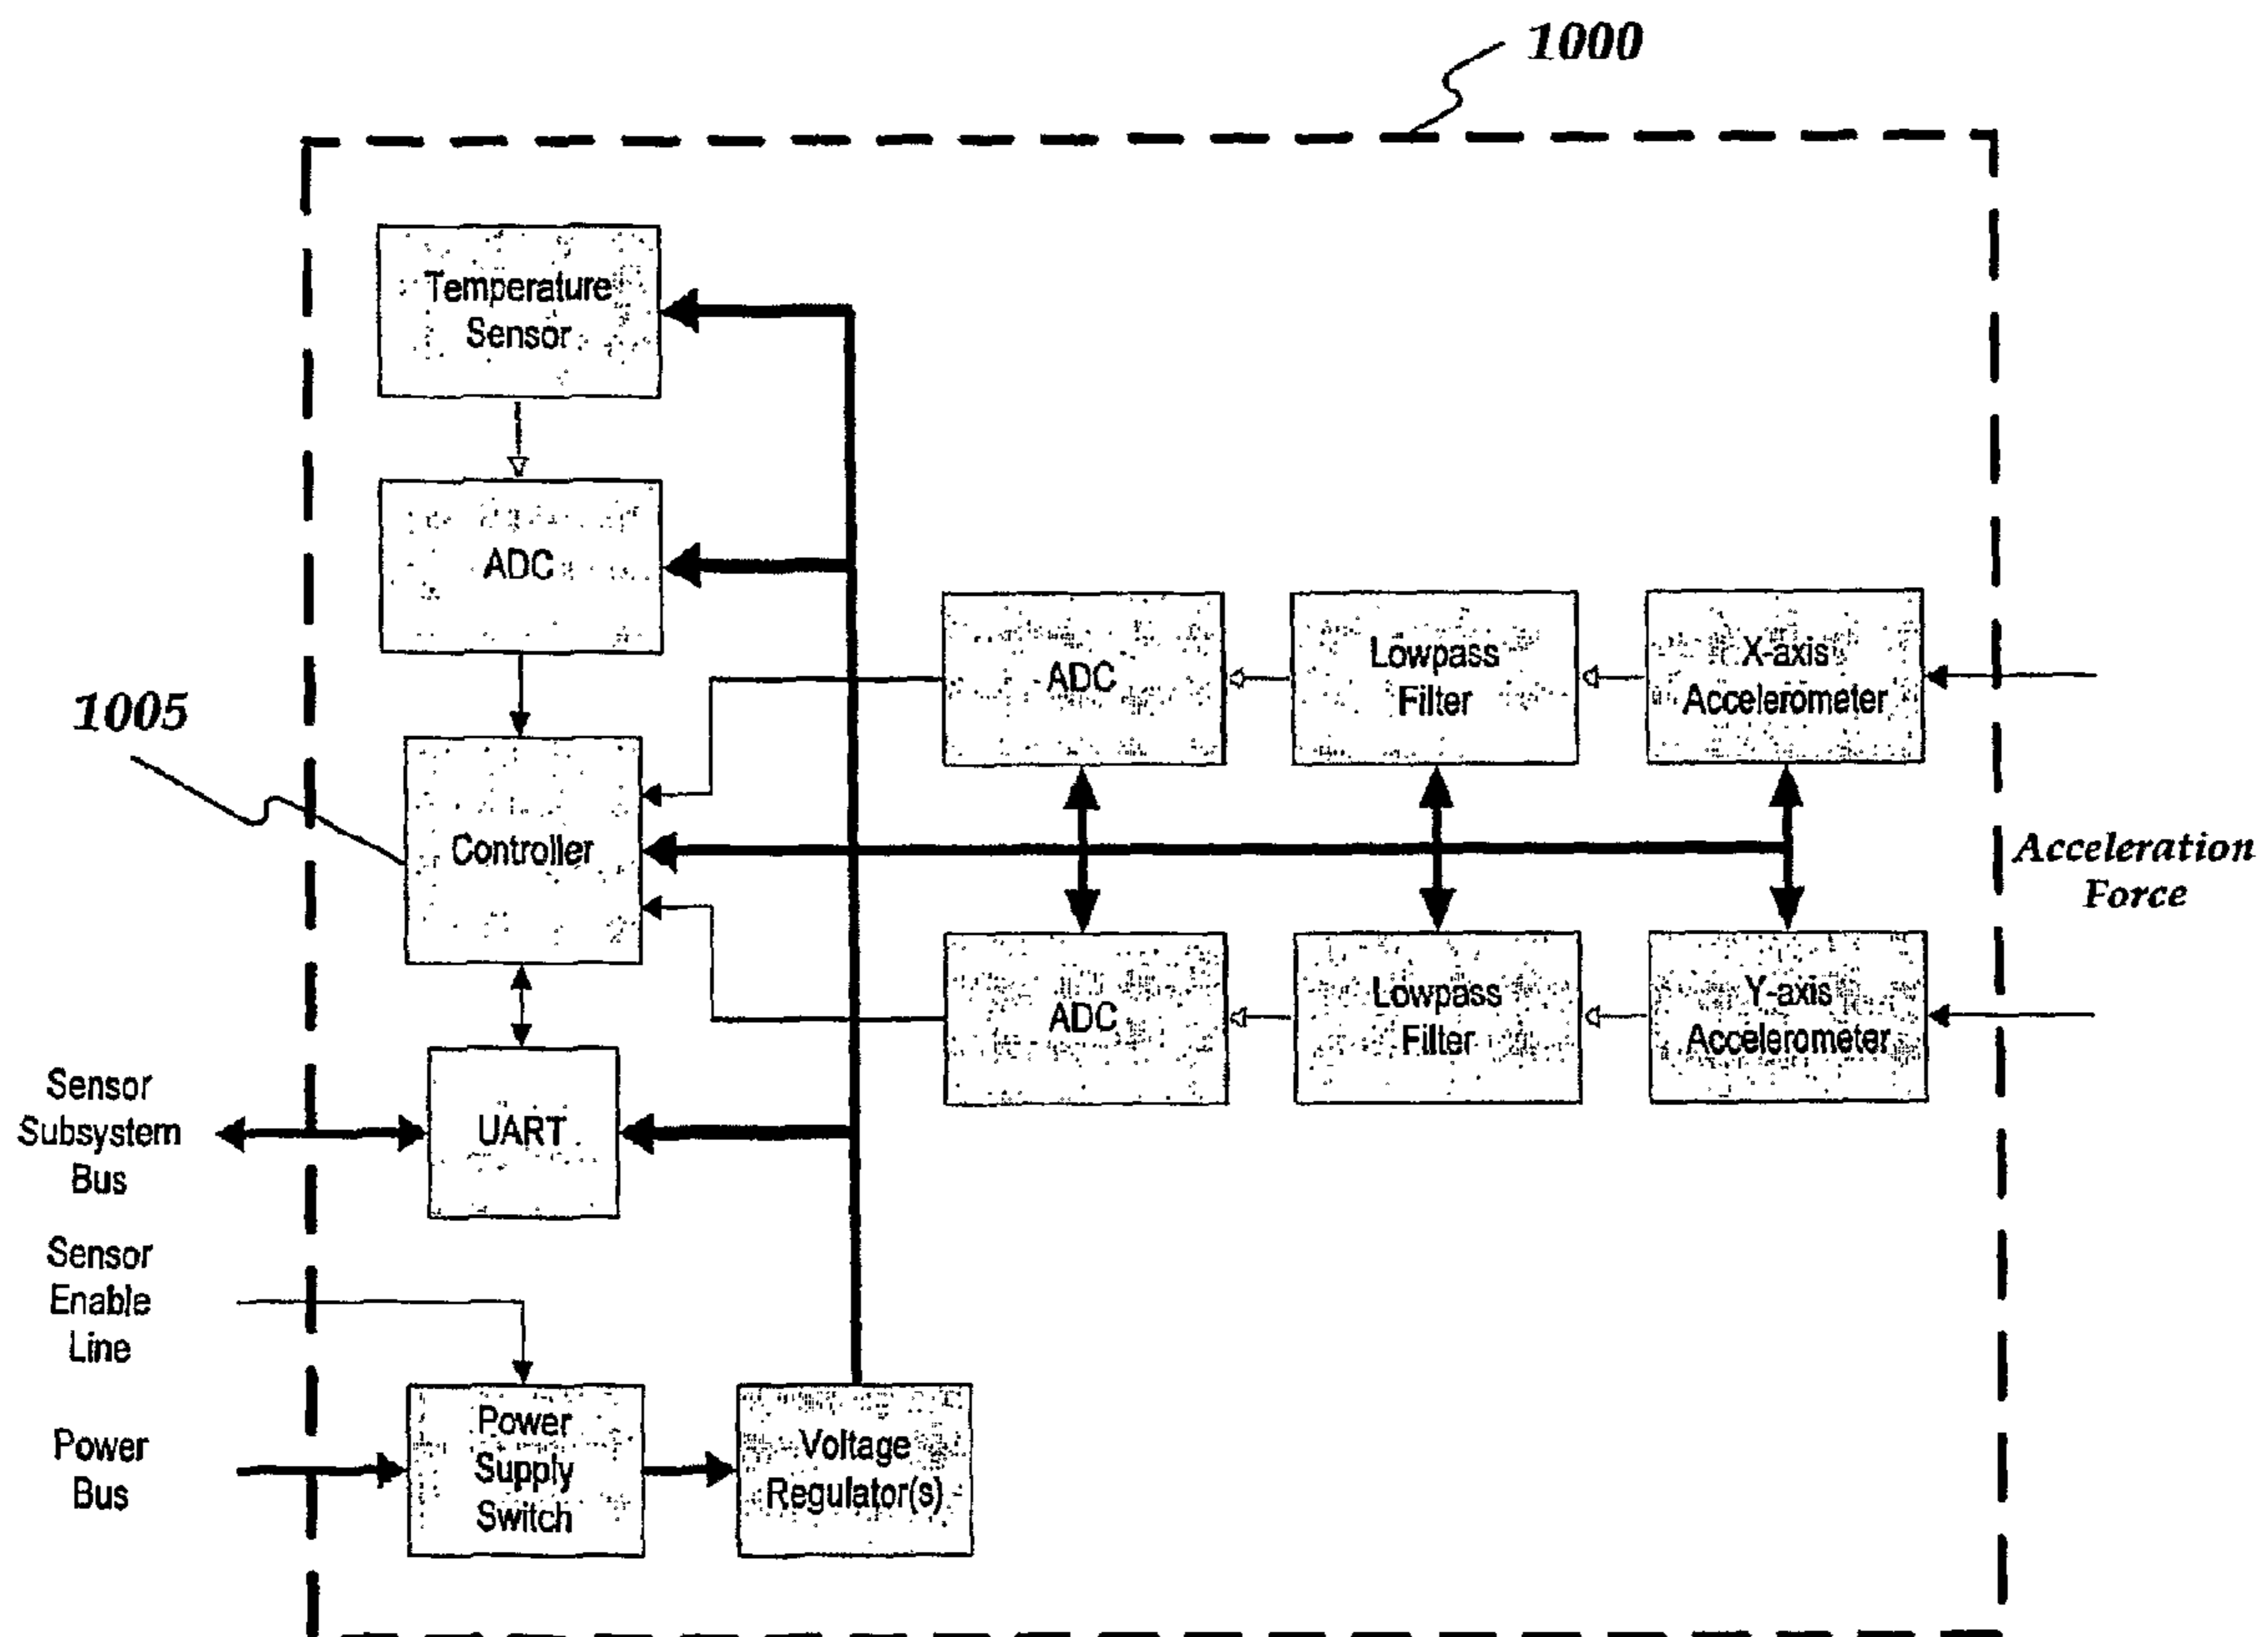 1000
Temperature
Sensor
ADC
ADC
Lowpass
Filter
X-axis
Accelerometer
1005
Controller
Acceleration
Force
ADC
Lowpass
Filter
Y-axis
Accelerometer
Sensor
Subsystem
Bus
UART
Sensor
Enable
Line
Power
Bus
Power
Supply
Switch
Voltage
Regulator(s)